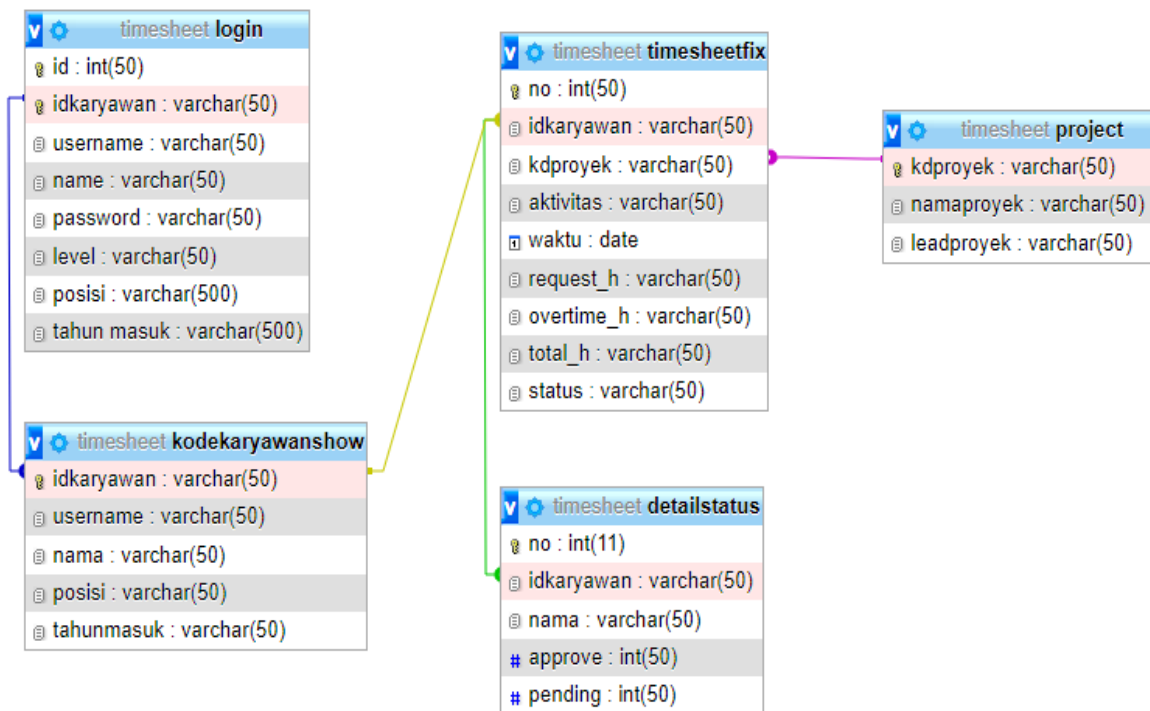 timesheet login
id : int(50)
idkaryawan : varchar(50)
username : varchar(50)
name : varchar(50)
password : varchar(50)
level : varchar(50)
posisi : varchar(500)
tahun masuk : varchar(500)
timesheet kodekaryawanshow
idkaryawan : varchar(50)
username : varchar(50)
nama : varchar(50)
posisi : varchar(50)
tahunmasuk : varchar(50)
timesheet timesheetfix
no : int(50)
idkaryawan : varchar(50)
kdproyek : varchar(50)
aktivitas : varchar(50)
waktu : date
request_h : varchar(50)
overtime_h : varchar(50)
total_h : varchar(50)
status : varchar(50)
timesheet detailstatus
no : int(11)
idkaryawan : varchar(50)
nama : varchar(50)
approve : int(50)
pending : int(50)
timesheet project
kdproyek : varchar(50)
namaproyek : varchar(50)
leadproyek : varchar(50)